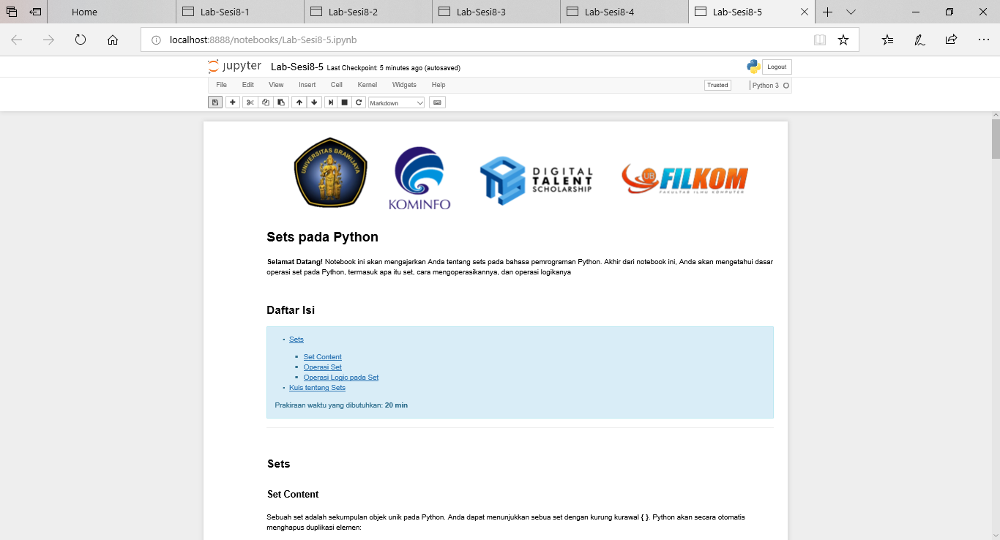 Home
Lab-Sesi8-1
Lab-Sesi8-2
Lab-Sesi8-3
Lab-Sesi8-4
Lab-Sesi8-5
localhost:8888/notebooks/Lab-Sesi8-5.ipynb
jupyter Lab-Sesi8-5 Last Checkpoint: 5 minutes ago (autosaved)
Logout
File Edit View Insert Cell Kernel Widgets Help
Trusted
Python 3
Markdown
UNIVERSITAS BRAWIJAYA
KOMINFO
DIGITAL
TALENT
SCHOLARSHIP
UB FILKOM
FAKULTAS ILMU KOMPUTER
Sets pada Python
Selamat Datang! Notebook ini akan mengajarkan Anda tentang sets pada bahasa pemrograman Python. Akhir dari notebook ini, Anda akan mengetahui dasar
operasi set pada Python, termasuk apa itu set, cara mengoperasikannya, dan operasi logikanya
Daftar Isi
Sets
Set Content
Operasi Set
Operasi Logic pada Set
Kuis tentang Sets
Prakiraan waktu yang dibutuhkan: 20 min
Sets
Set Content
Sebuah set adalah sekumpulan objek unik pada Python. Anda dapat menunjukkan sebua set dengan kurung kurawal { }. Python akan secara otomatis
menghapus duplikasi elemen: